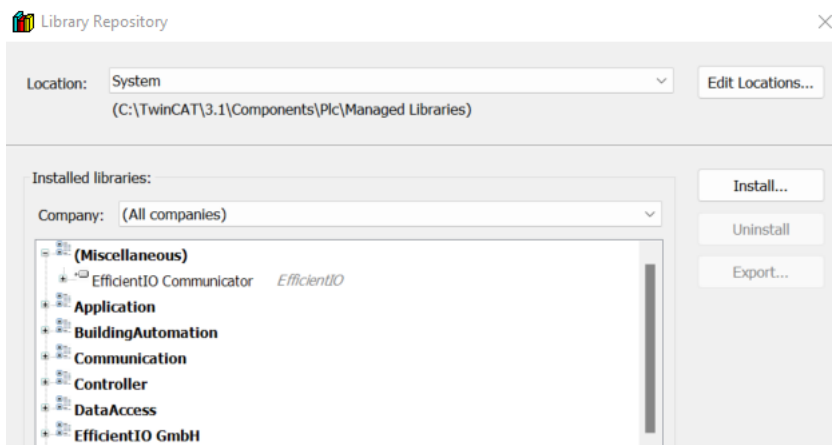 Library Repository
Location: System Edit Locations...
(C:\TwinCAT\3.1\Components\Plc\Managed Libraries)
Installed libraries:
Install...
Company: (All companies)
Uninstall
(Miscellaneous)
EfficientIO Communicator EfficientIO
Export...
Application
BuildingAutomation
Communication
Controller
DataAccess
EfficientIO GmbH